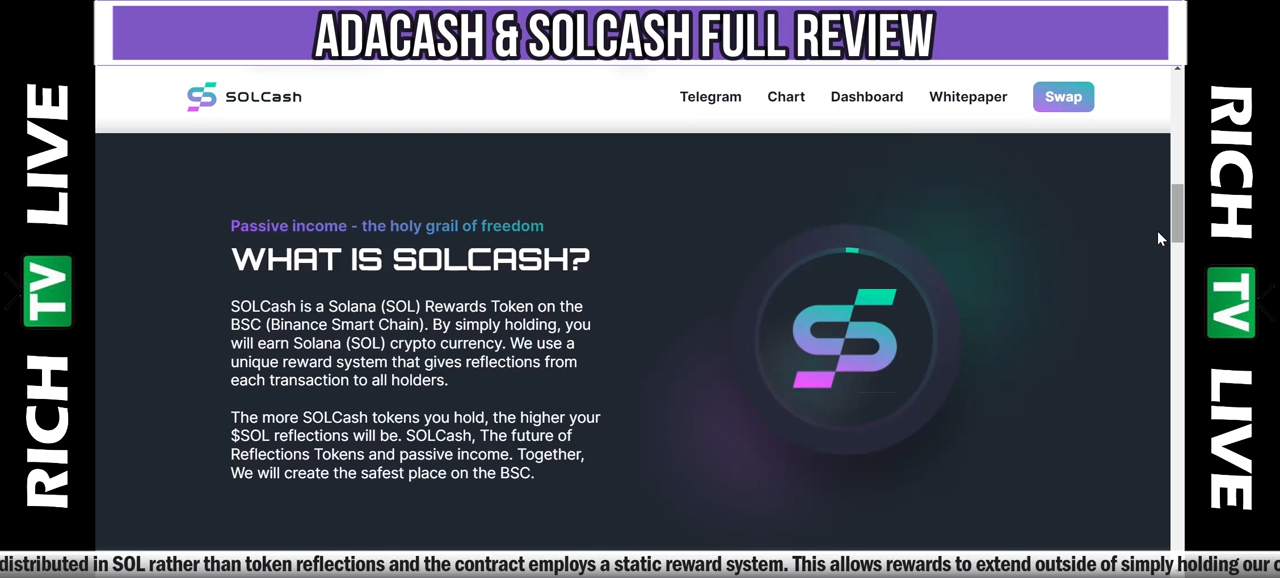 ADACASH & SOLCASH FULL REVIEW
SOLCash
Telegram Chart Dashboard Whitepaper Swap
Passive income - the holy grail of freedom
WHAT IS SOLCASH?
SOLCash is a Solana (SOL) Rewards Token on the
BSC (Binance Smart Chain). By simply holding, you
will earn Solana (SOL) crypto currency. We use a
unique reward system that gives reflections from
each transaction to all holders.
The more SOLCash tokens you hold, the higher your
$SOL reflections will be. SOLCash, The future of
Reflections Tokens and passive income. Together,
We will create the safest place on the BSC.
RICH TV LIVE
RICH TV LIVE
distributed in SOL rather than token reflections and the contract employs a static reward system. This allows rewards to extend outside of simply holding our